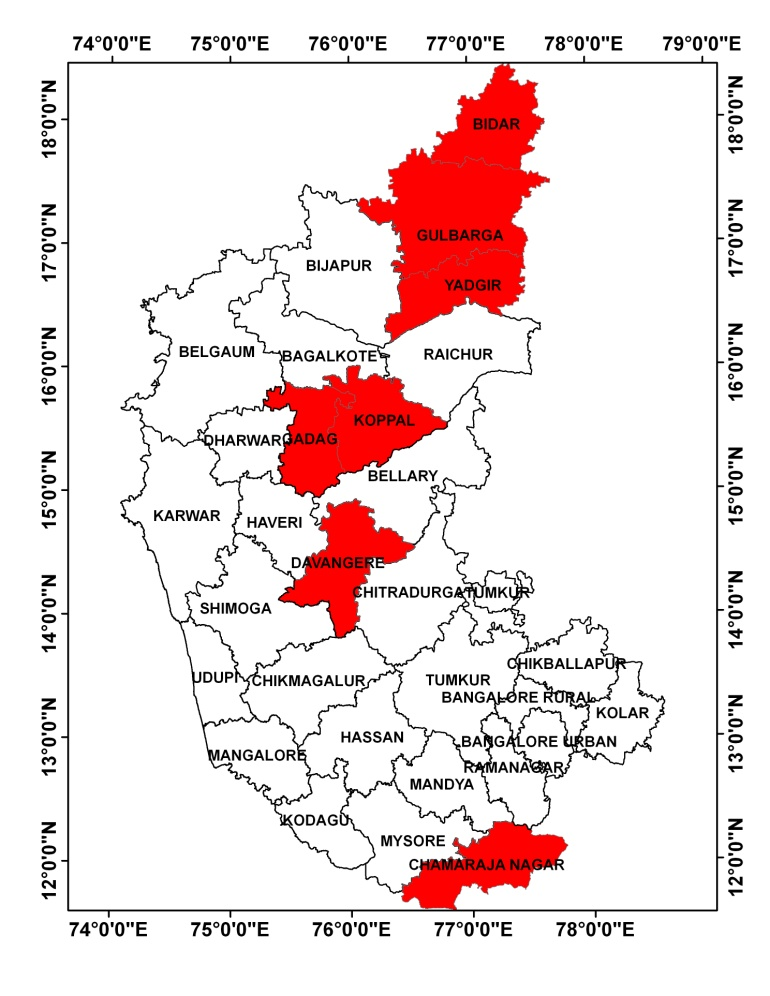 74°0'0"E 75°0'0"E 76°0'0"E 77°0'0"E 78°0'0"E 79°0'0"E
18°0'0"N
18°0'0"N
BIDAR
17°0'0"N
17°0'0"N
GULBARGA
BIJAPUR
YADGIR
16°0'0"N
16°0'0"N
BELGAUM
BAGALKOTE
RAICHUR
KOPPAL
DHARWAR
GADAG
BELLARY
15°0'0"N
15°0'0"N
KARWAR
HAVERI
DAVANGERE
CHITRADURGA
TUMKUR
14°0'0"N
14°0'0"N
SHIMOGA
CHIKBALLAPUR
UDUPI
CHIKMAGALUR
TUMKUR
BANGALORE RURAL
KOLAR
13°0'0"N
13°0'0"N
HASSAN
BANGALORE URBAN
MANGALORE
RAMANAGAR
MANDYA
KODAGU
MYSORE
12°0'0"N
12°0'0"N
CHAMARAJA NAGAR
74°0'0"E 75°0'0"E 76°0'0"E 77°0'0"E 78°0'0"E